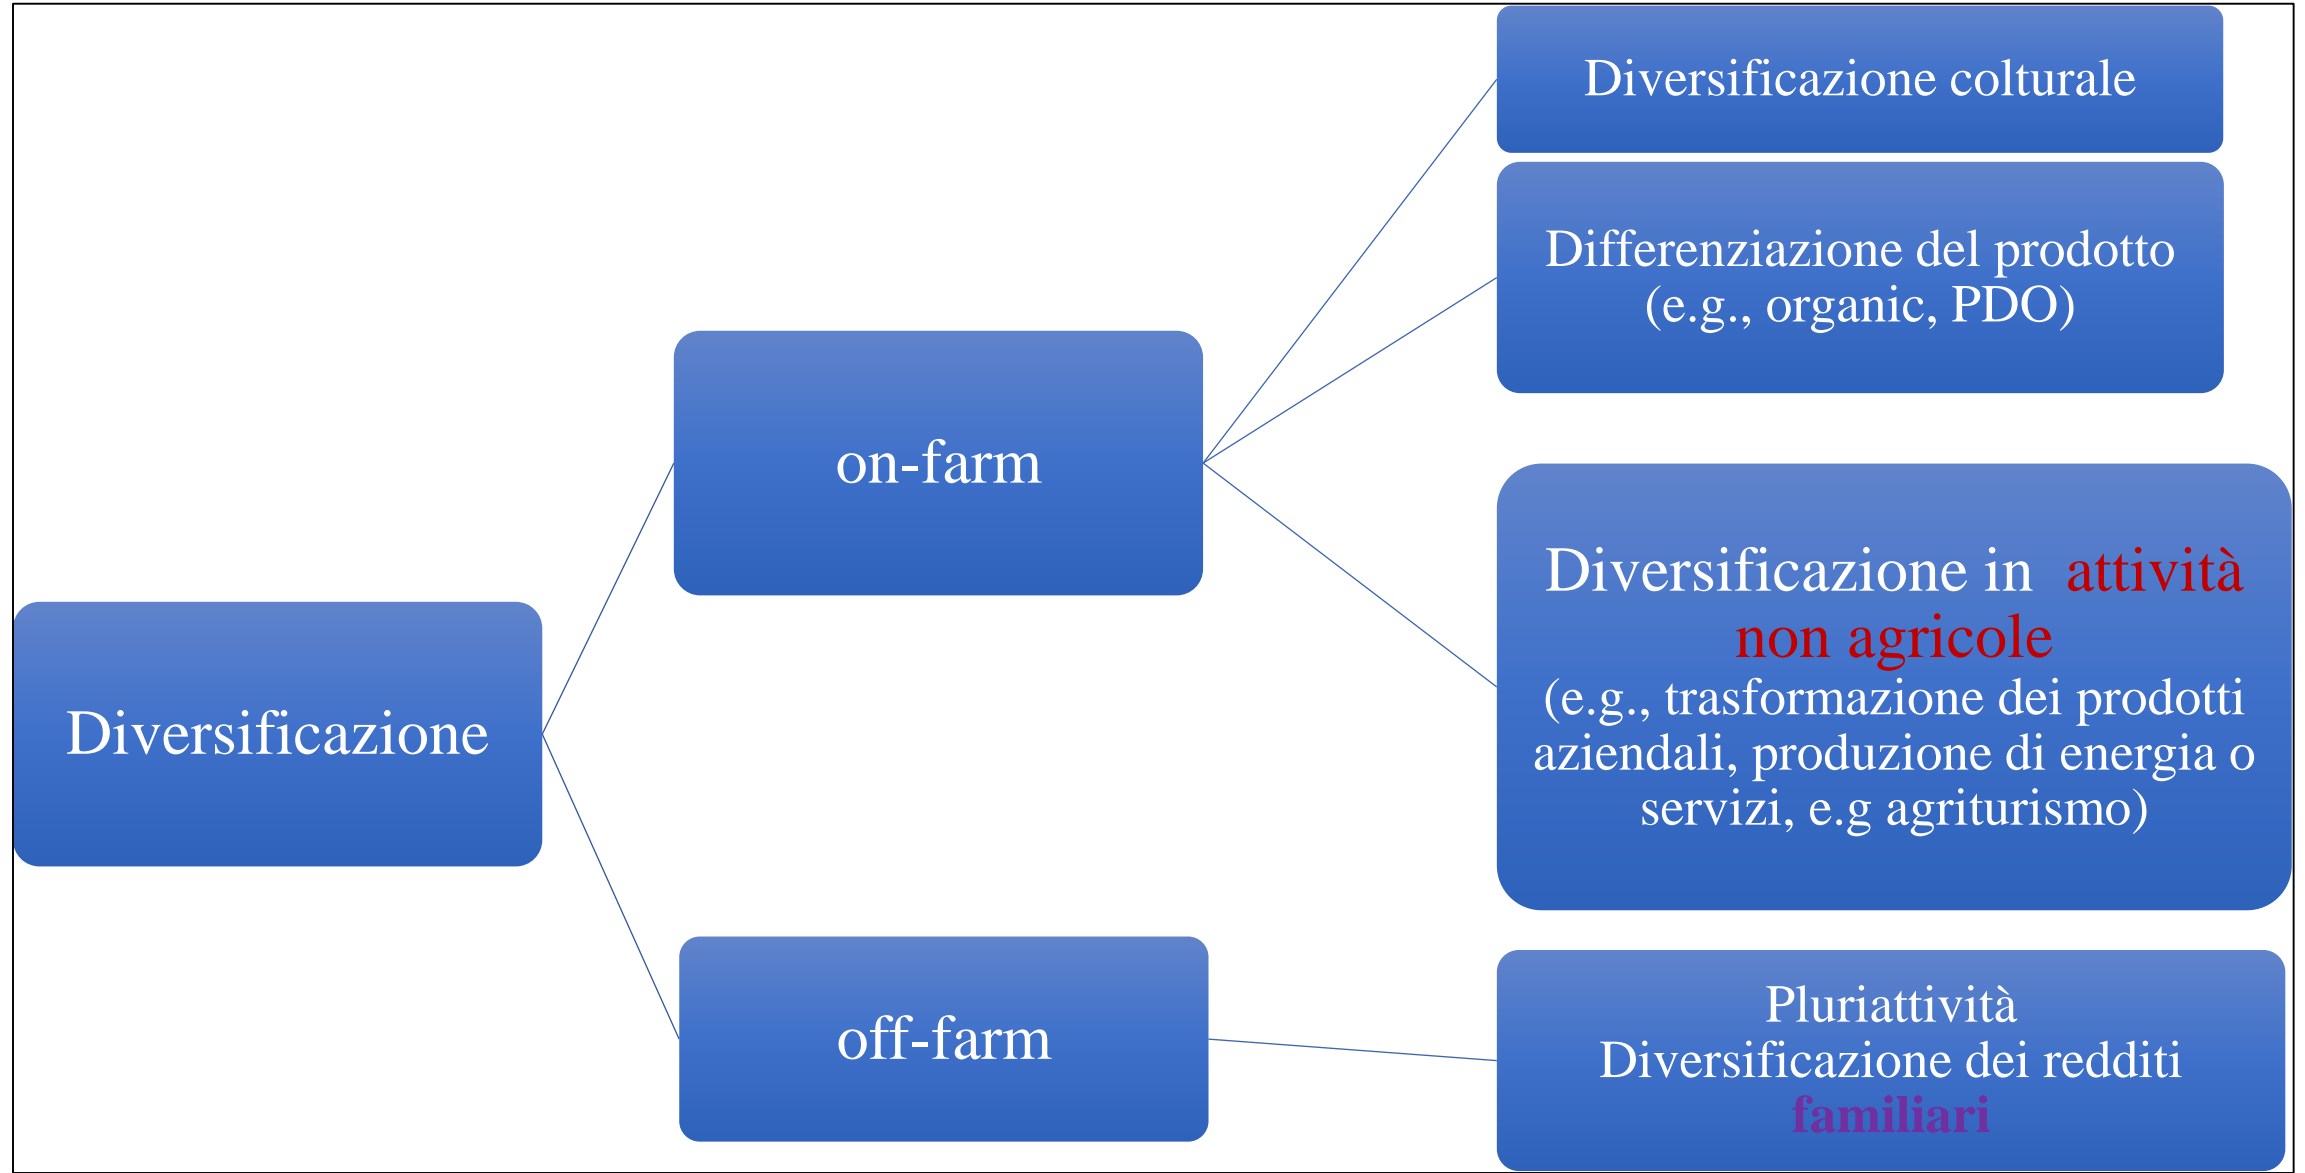 Diversificazione
on-farm
off-farm
Diversificazione colturale
Differenziazione del prodotto
(e.g., organic, PDO)
Diversificazione in attività
non agricole
(e.g., trasformazione dei prodotti
aziendali, produzione di energia o
servizi, e.g agriturismo)
Pluriattività
Diversificazione dei redditi
familiari